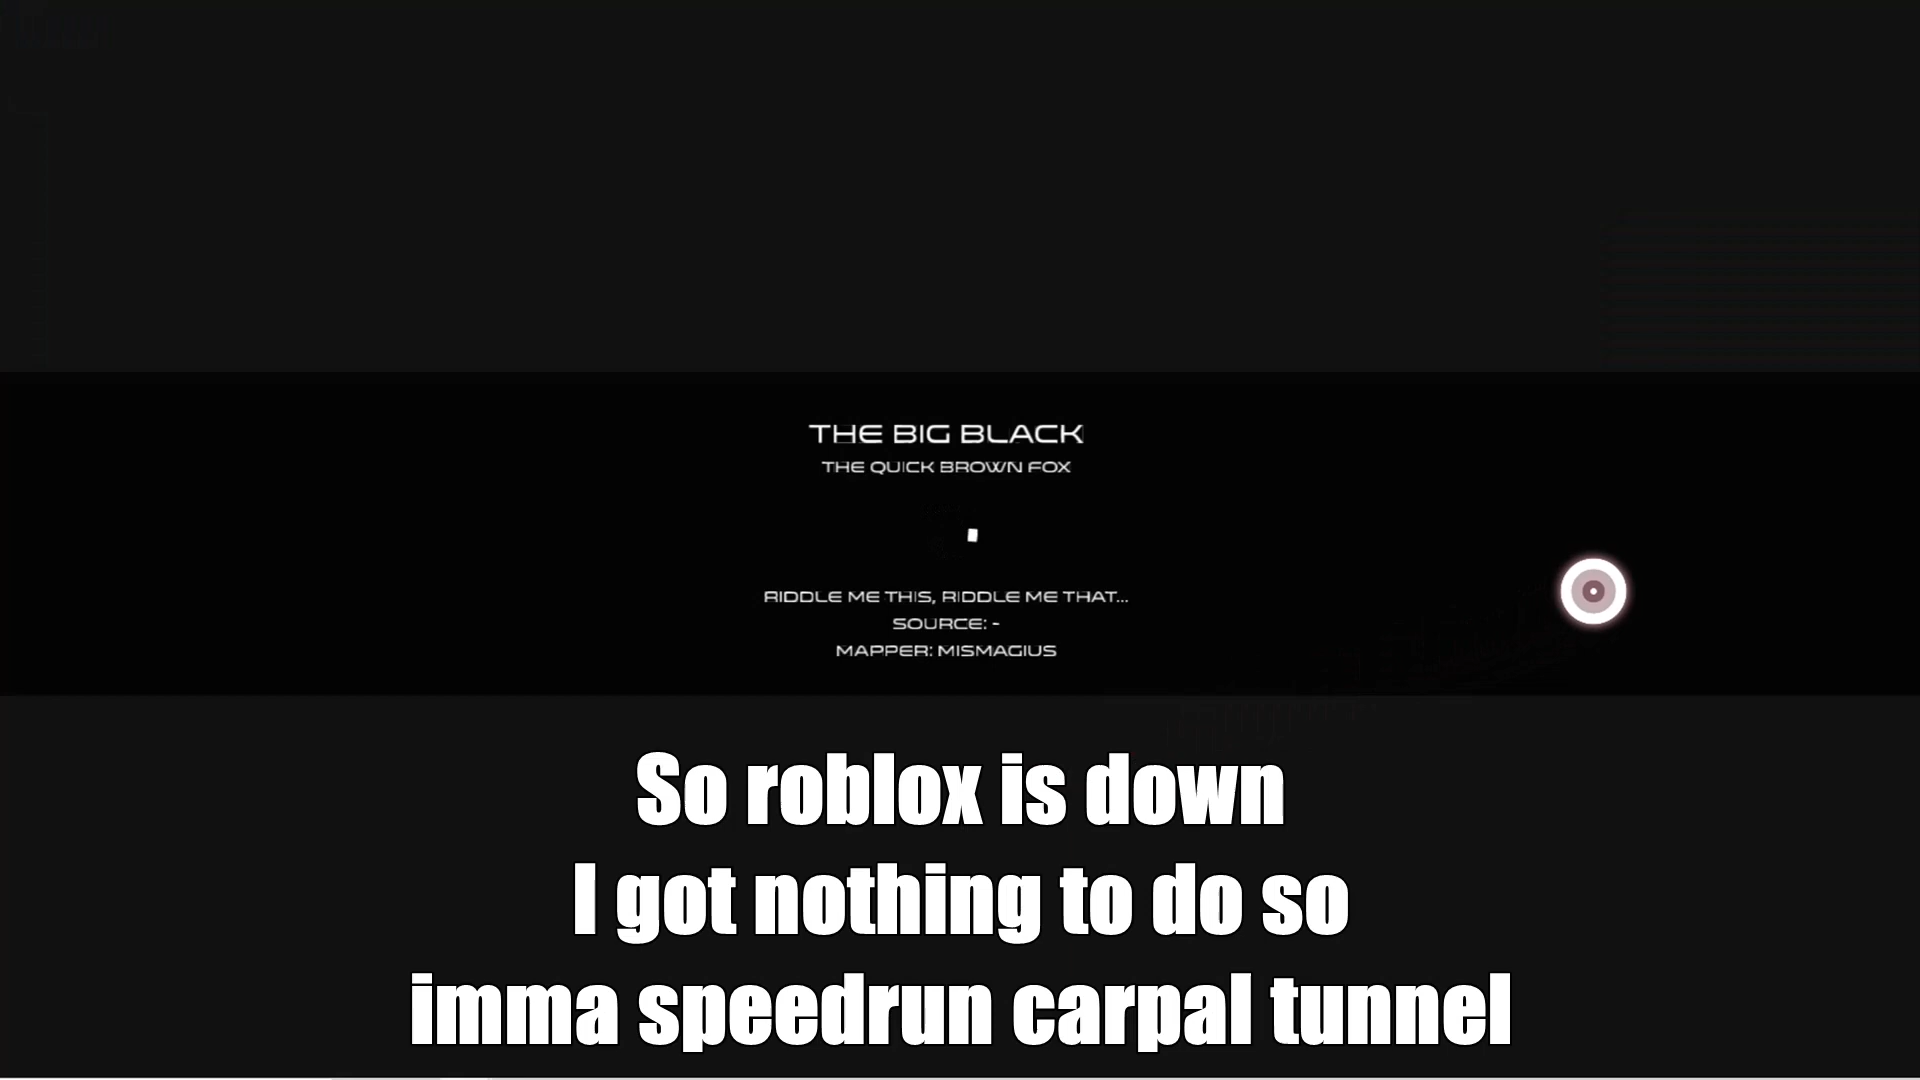 THE BIG BLACK
THE QUICK BROWN FOX
RIDDLE ME THIS, RIDDLE ME THAT...
SOURCE: -
MAPPER: MISMAGIUS
So roblox is down
I got nothing to do so
imma speedrun carpal tunnel